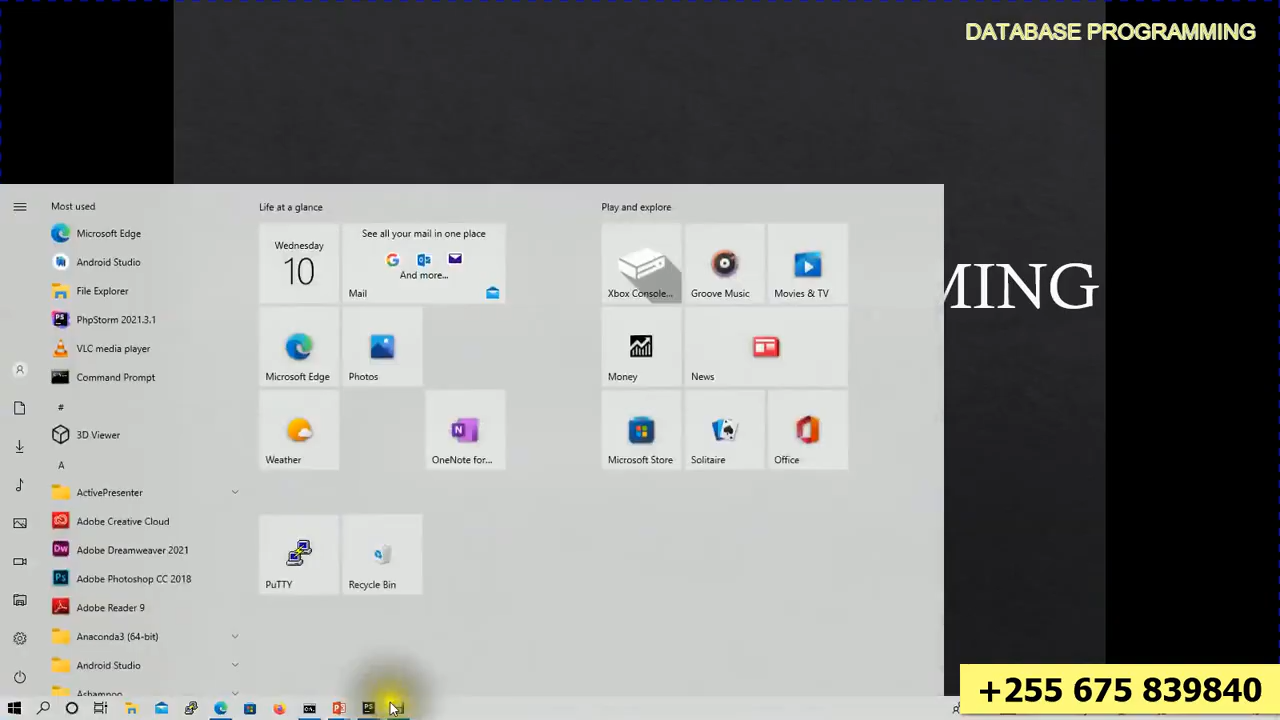 DATABASE PROGRAMMING
MING
Most used
Microsoft Edge
Android Studio
File Explorer
PhpStorm 2021.3.1
VLC media player
Command Prompt
#
3D Viewer
A
ActivePresenter
Adobe Creative Cloud
Adobe Dreamweaver 2021
Adobe Photoshop CC 2018
Adobe Reader 9
Anaconda3 (64-bit)
Android Studio
Ashampoo
Life at a glance
Wednesday
10
See all your mail in one place
And more...
Mail
Microsoft Edge
Photos
Weather
OneNote for...
PuTTY
Recycle Bin
Play and explore
Xbox Console...
Groove Music
Movies & TV
Money
News
Microsoft Store
Solitaire
Office
+255 675 839840